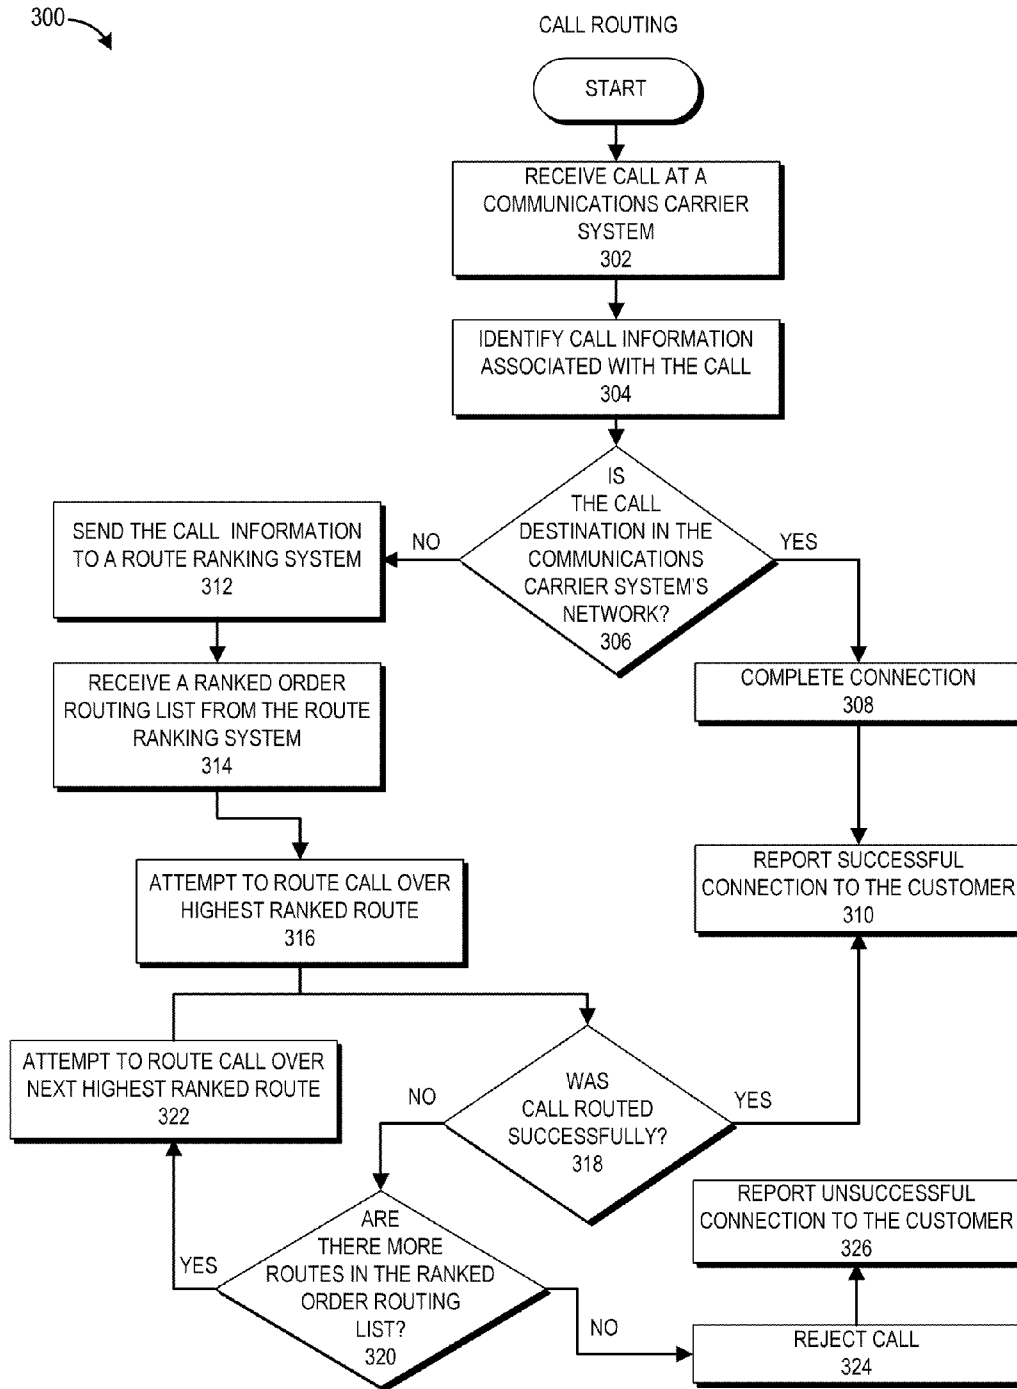 300
CALL ROUTING
START
RECEIVE CALL AT A
COMMUNICATIONS CARRIER
SYSTEM
302
IDENTIFY CALL INFORMATION
ASSOCIATED WITH THE CALL
304
IS
THE CALL
DESTINATION IN THE
COMMUNICATIONS
CARRIER SYSTEM'S
NETWORK?
306
NO
YES
SEND THE CALL INFORMATION
TO A ROUTE RANKING SYSTEM
312
RECEIVE A RANKED ORDER
ROUTING LIST FROM THE ROUTE
RANKING SYSTEM
314
COMPLETE CONNECTION
308
REPORT SUCCESSFUL
CONNECTION TO THE CUSTOMER
310
ATTEMPT TO ROUTE CALL OVER
HIGHEST RANKED ROUTE
316
ATTEMPT TO ROUTE CALL OVER
NEXT HIGHEST RANKED ROUTE
322
WAS
CALL ROUTED
SUCCESSFULLY?
318
NO
YES
ARE
THERE MORE
ROUTES IN THE RANKED
ORDER ROUTING
LIST?
320
YES
NO
REPORT UNSUCCESSFUL
CONNECTION TO THE CUSTOMER
326
REJECT CALL
324